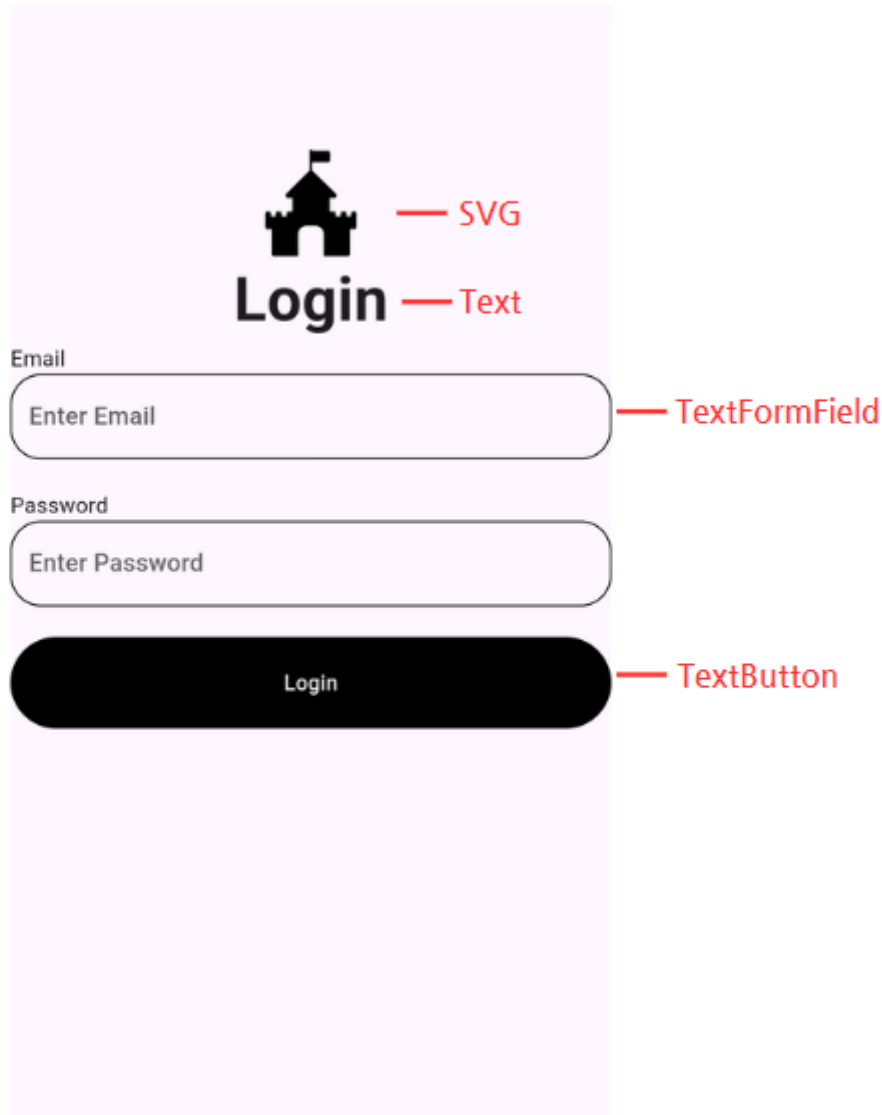 SVG
Login Text
Email
Enter Email TextFormField
Password
Enter Password
Login TextButton